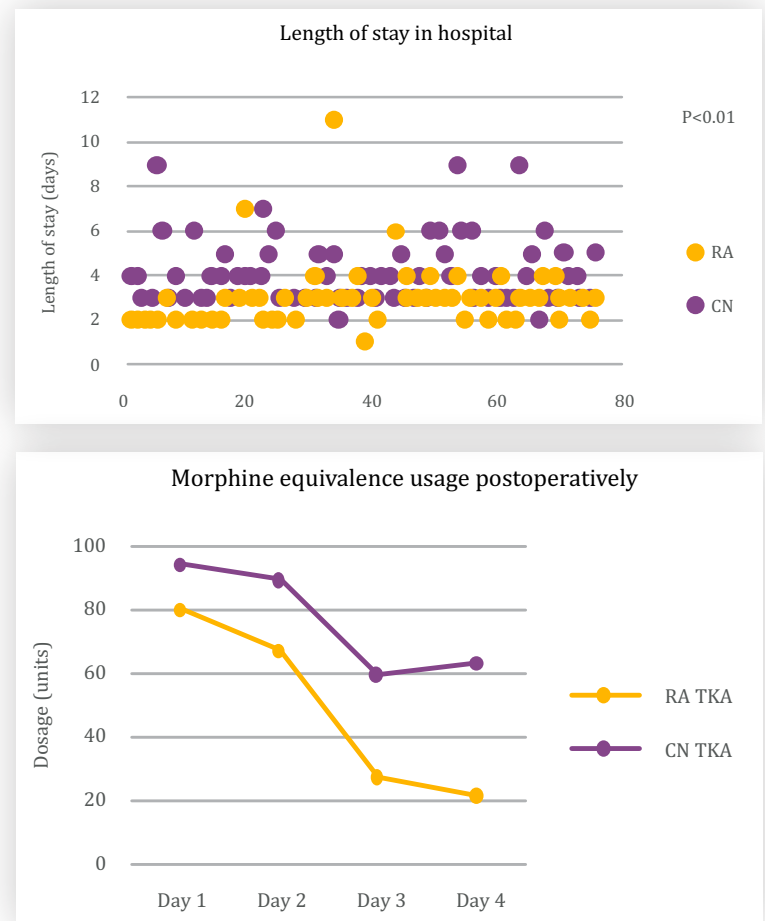 Length of stay in hospital
12
10
8
6
4
2
0
Length of stay (days)
0 20 40 60 80
P<0.01
RA
CN
Morphine equivalence usage postoperatively
100
80
60
40
20
0
Dosage (units)
Day 1 Day 2 Day 3 Day 4
RA TKA
CN TKA